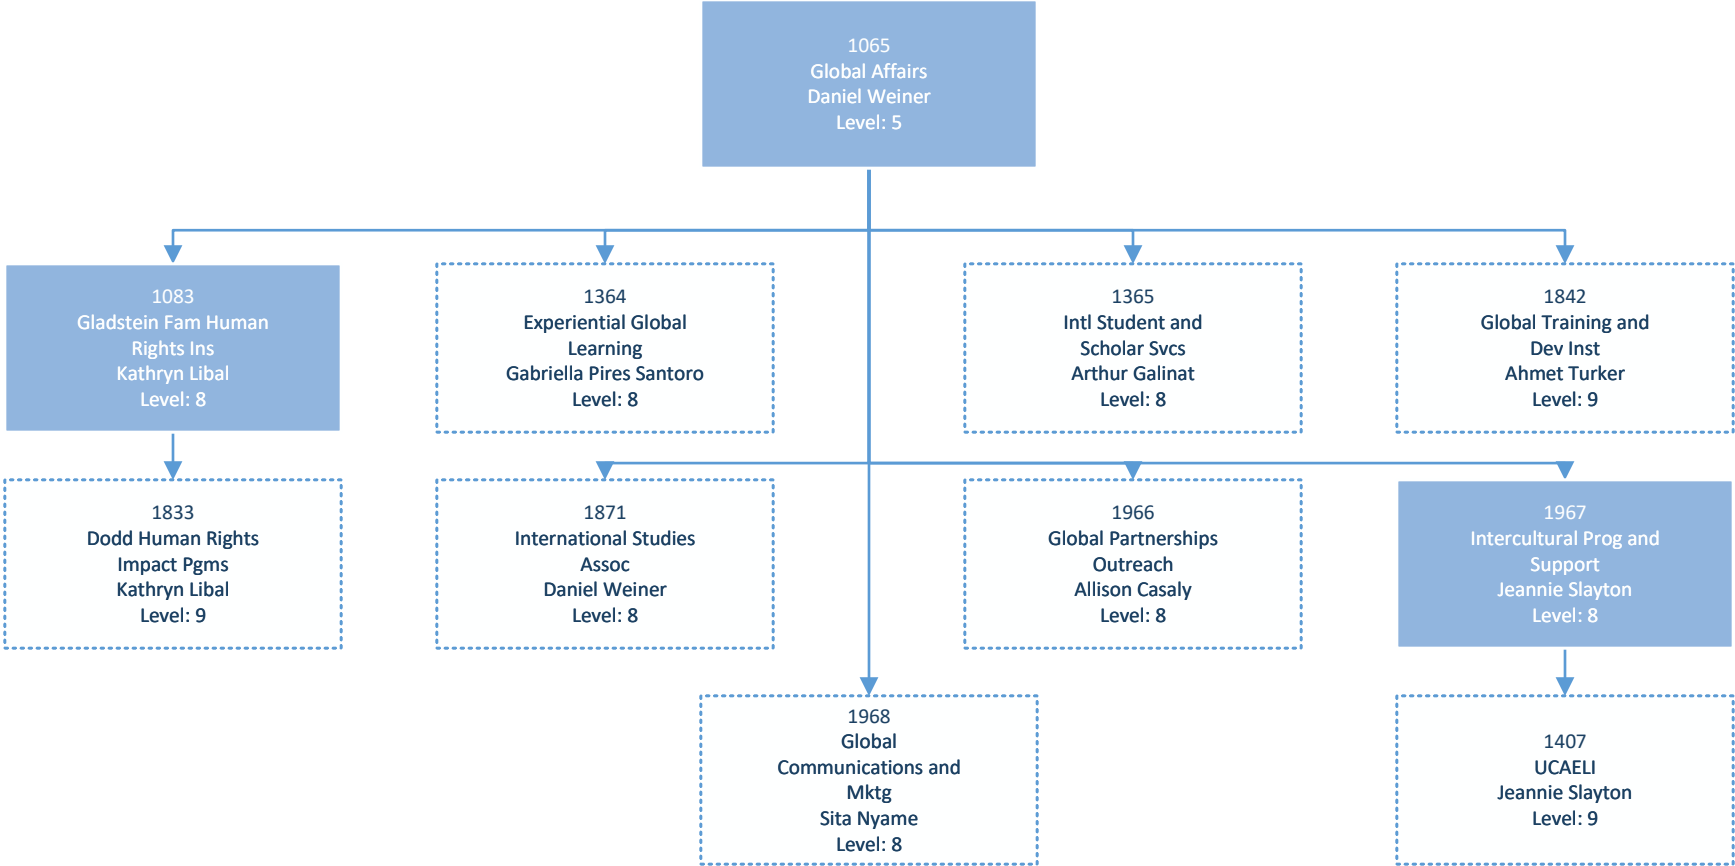 1065
Global Affairs
Daniel Weiner
Level: 5
1083
Gladstein Fam Human
Rights Ins
Kathryn Libal
Level: 8
1364
Experiential Global
Learning
Gabriella Pires Santoro
Level: 8
1365
Intl Student and
Scholar Svcs
Arthur Galinat
Level: 8
1842
Global Training and
Dev Inst
Ahmet Turker
Level: 9
1833
Dodd Human Rights
Impact Pgms
Kathryn Libal
Level: 9
1871
International Studies
Assoc
Daniel Weiner
Level: 8
1966
Global Partnerships
Outreach
Allison Casaly
Level: 8
1967
Intercultural Prog and
Support
Jeannie Slayton
Level: 8
1968
Global
Communications and
Mktg
Sita Nyame
Level: 8
1407
UCAELI
Jeannie Slayton
Level: 9